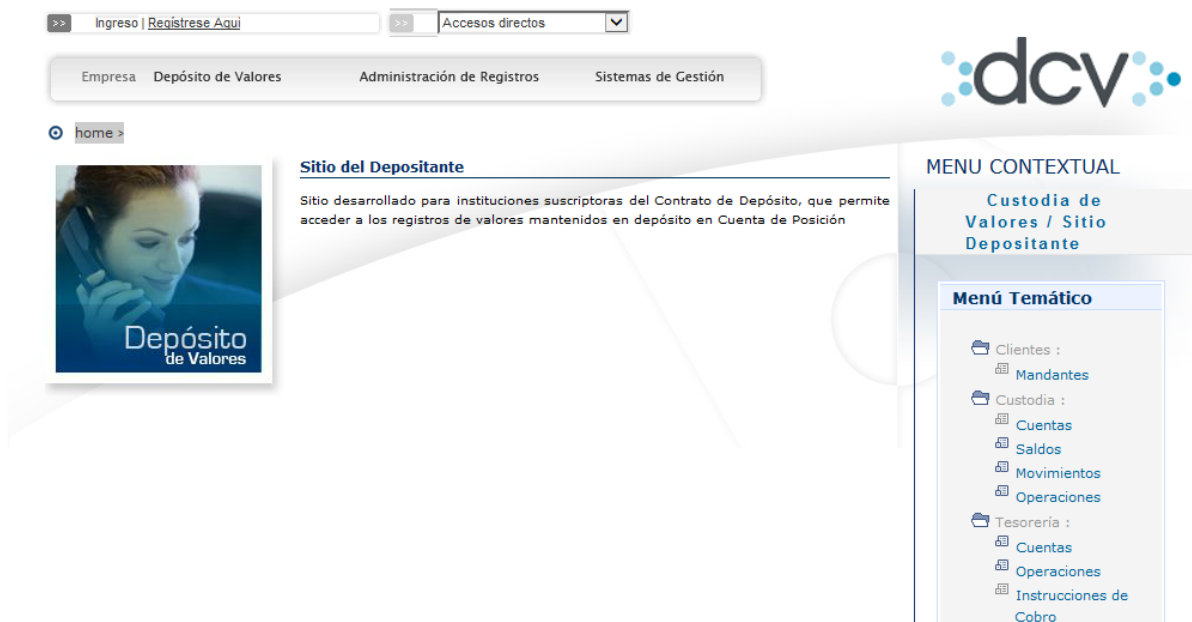 >> Ingreso | Regístrese Aqui >> Accesos directos
Empresa Depósito de Valores Administración de Registros Sistemas de Gestión
dcv
home >
Sitio del Depositante
Sitio desarrollado para instituciones suscriptoras del Contrato de Depósito, que permite
acceder a los registros de valores mantenidos en depósito en Cuenta de Posición
Depósito
de Valores
MENU CONTEXTUAL
Custodia de
Valores / Sitio
Depositante
Menú Temático
Clientes :
Mandantes
Custodia :
Cuentas
Saldos
Movimientos
Operaciones
Tesorería :
Cuentas
Operaciones
Instrucciones de
Cobro